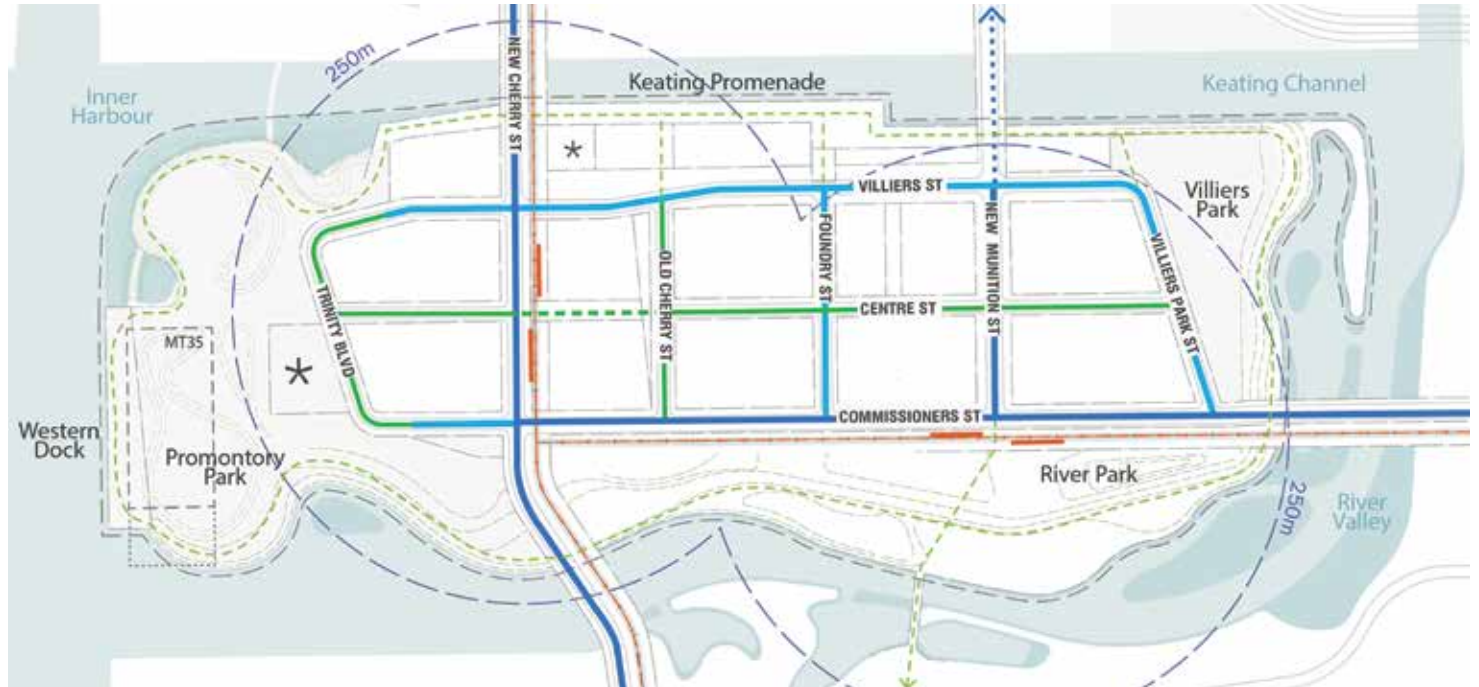 250m
NEW CHERRY ST
Keating Promenade
Inner
Harbour
Keating Channel
VILLIERS ST
Villiers
Park
FOUNDRY ST
NEW MUNITION ST
OLD CHERRY ST
VILLIERS PARK ST
TRINITY BLVD
CENTRE ST
MT35
COMMISSIONERS ST
Western
Dock
Promontory
Park
River Park
250m
River
Valley